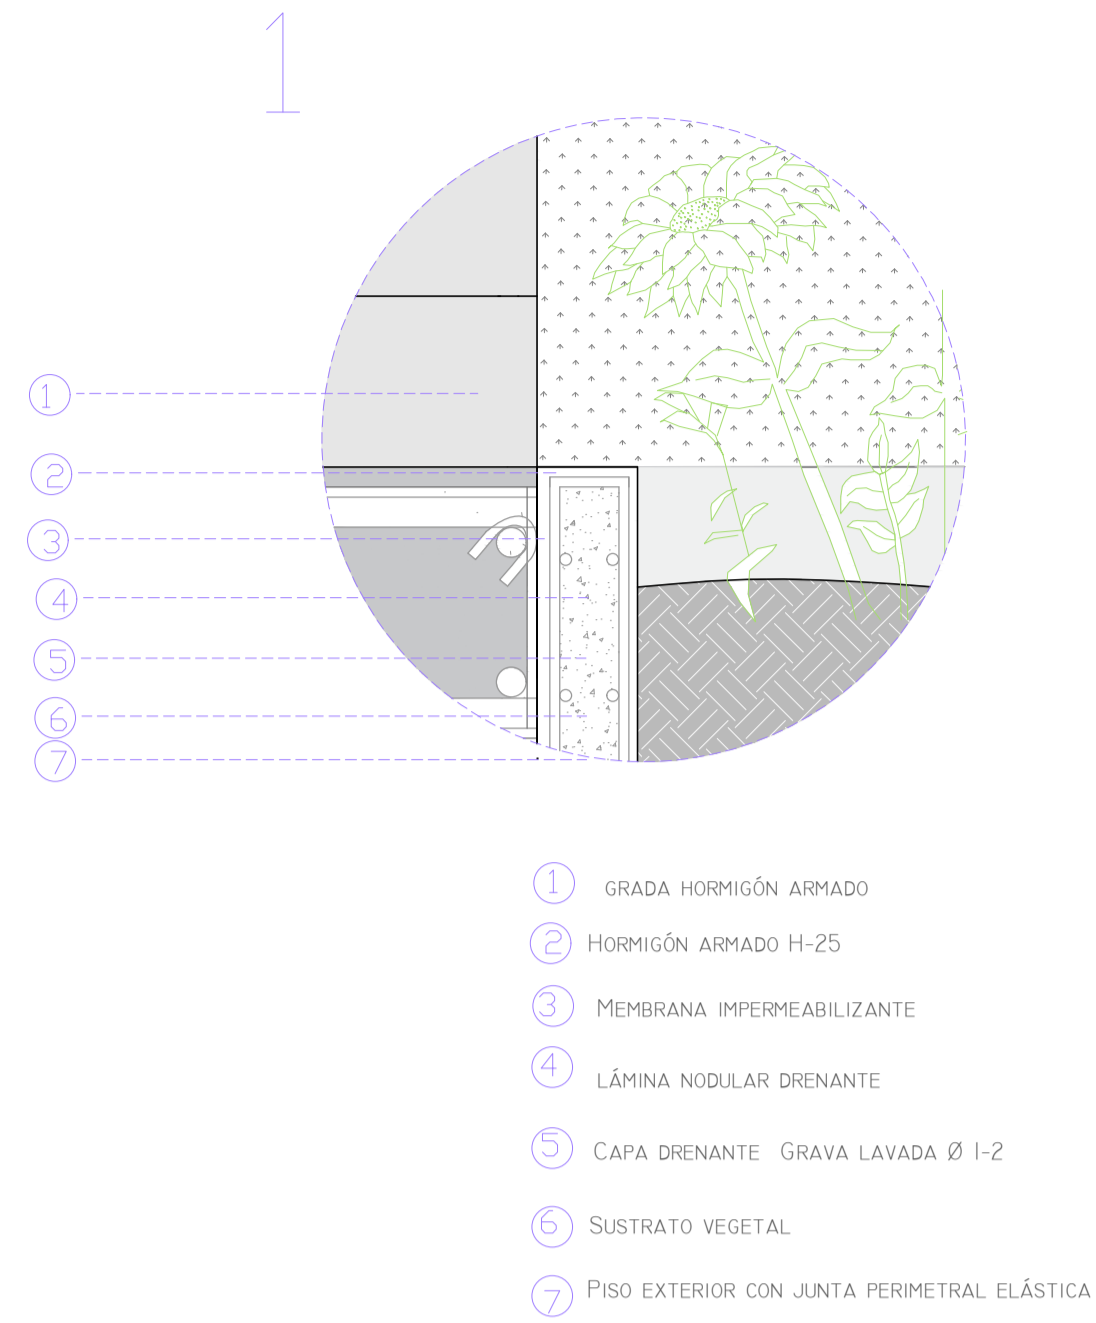 1
1
2
3
4
5
6
7
1 GRADA HORMIGÓN ARMADO
2 HORMIGÓN ARMADO H-25
3 MEMBRANA IMPERMEABILIZANTE
4 LÁMINA NODULAR DRENANTE
5 CAPA DRENANTE GRAVA LAVADA Ø 1-2
6 SUSTRATO VEGETAL
7 PISO EXTERIOR CON JUNTA PERIMETRAL ELÁSTICA